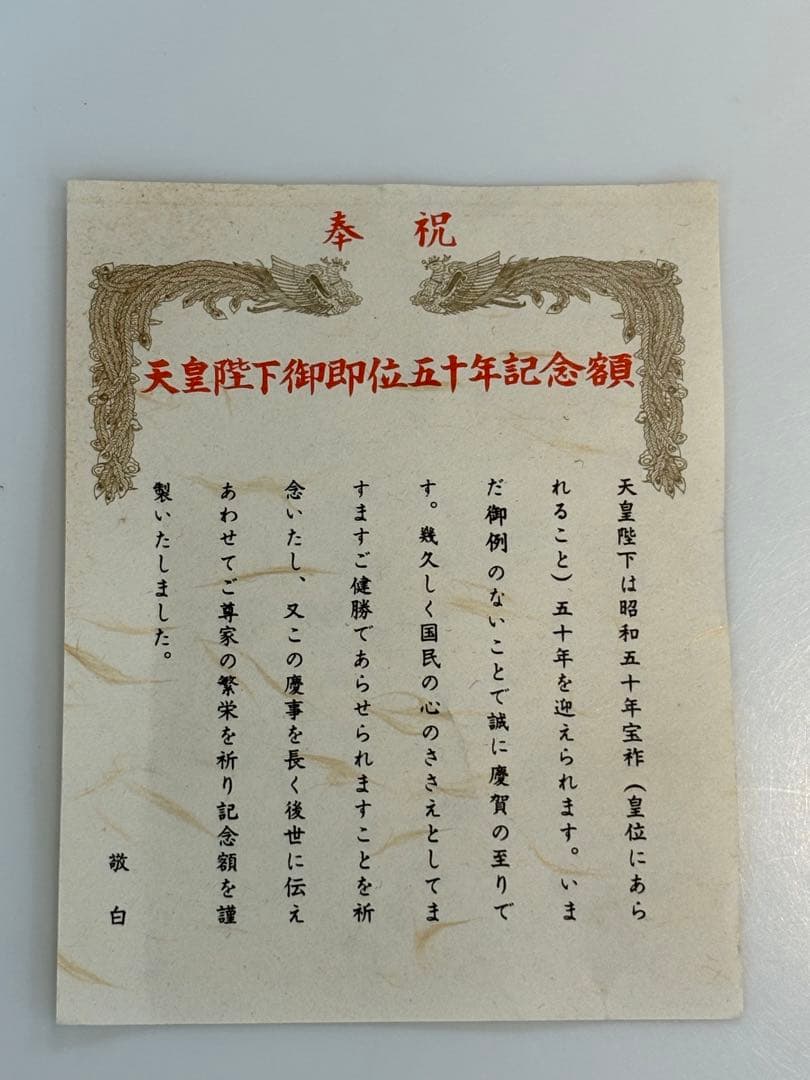 奉祝
天皇陛下御即位五十年記念額
天皇陛下は昭和五十年宝祚（皇位にあら
れること）五十年を迎えられます。いま
だ御例のないことで誠に慶賀の至りで
す。幾久しく国民の心のささえとしてま
すますご健勝であらせられますことを祈
念いたし、又この慶事を長く後世に伝え
あわせてご尊家の繁栄を祈り記念額を謹
製いたしました。
敬白